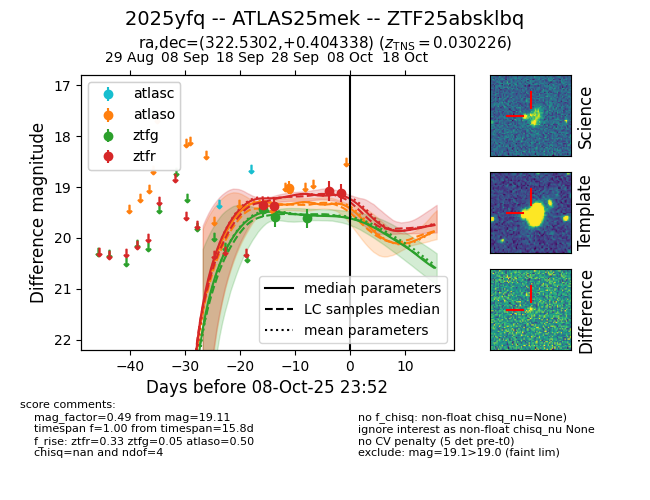 2025yfq -- ATLAS25mek -- ZTF25absklbq
ra,dec=(322.5302,+0.404338) (zTNS = 0.030226)
29 Aug 08 Sep 18 Sep 28 Sep 08 Oct 18 Oct
17
18
19
20
21
22
Difference magnitude
atlasc
atlaso
ztfg
ztfr
median parameters
LC samples median
mean parameters
−40 −30 −20 −10 0 10
Days before 08-Oct-25 23:52
Science
Template
Difference
score comments:
mag_factor=0.49 from mag=19.11
timespan f=1.00 from timespan=15.8d
f_rise: ztfr=0.33 ztfg=0.05 atlaso=0.50
chisq=nan and ndof=4
no f_chisq: non-float chisq_nu=None)
ignore interest as non-float chisq_nu None
no CV penalty (5 det pre-t0)
exclude: mag=19.1>19.0 (faint lim)